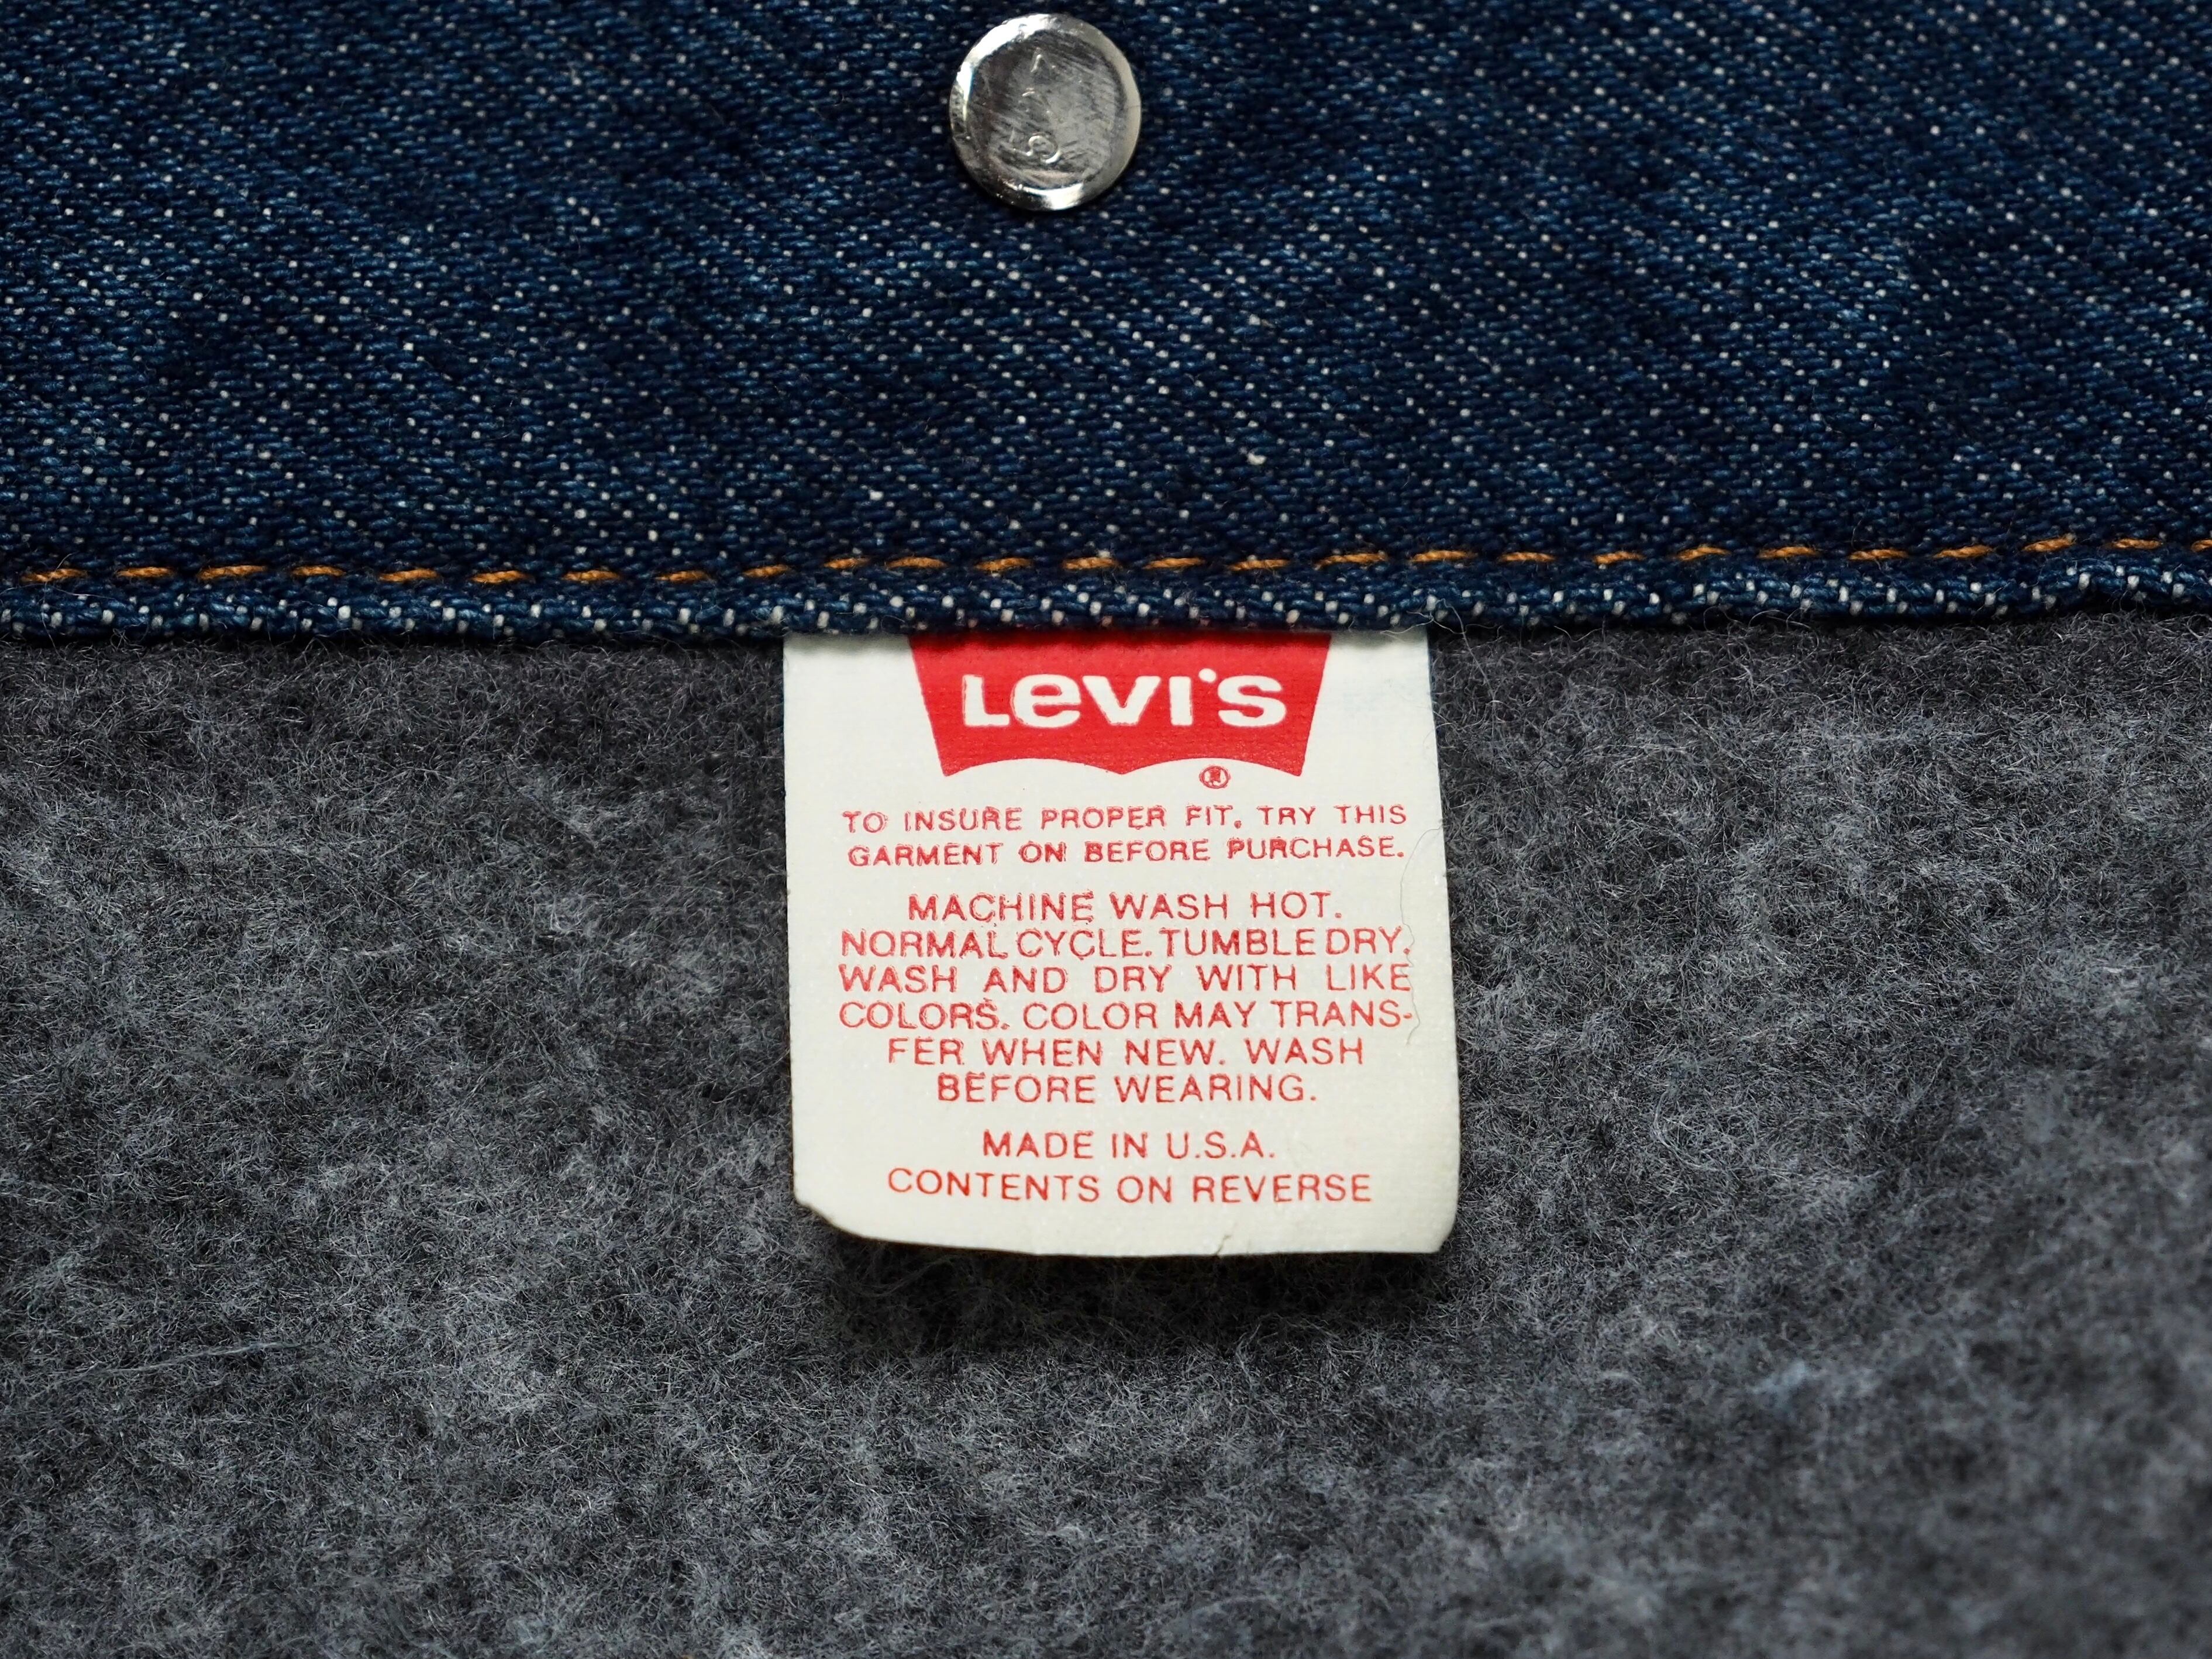 LEVI'S
®
TO INSURE PROPER FIT, TRY THIS
GARMENT ON BEFORE PURCHASE.
MACHINE WASH HOT.
NORMAL CYCLE. TUMBLE DRY.
WASH AND DRY WITH LIKE
COLORS. COLOR MAY TRANS-
FER WHEN NEW. WASH
BEFORE WEARING.
MADE IN U.S.A.
CONTENTS ON REVERSE